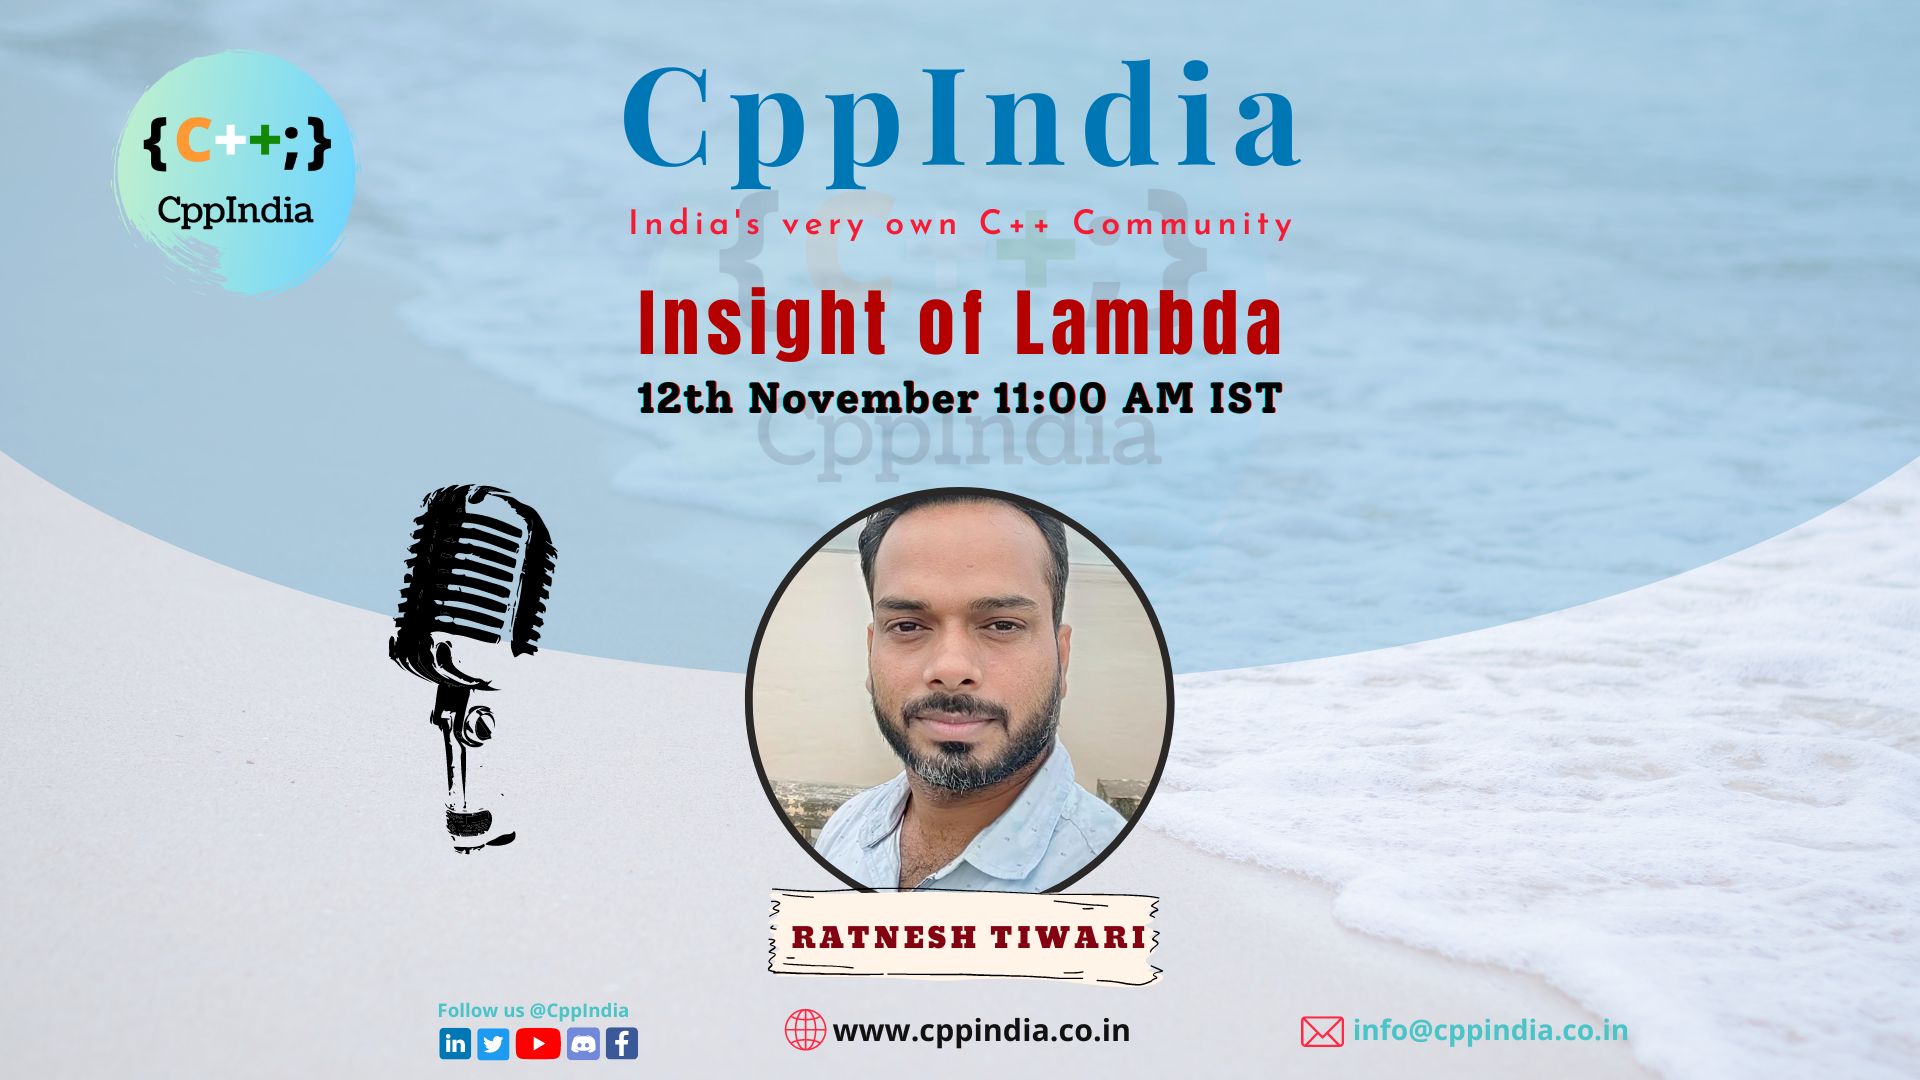 {C++;}
CppIndia
CppIndia
India's very own C++ Community
{C++;}
Insight of Lambda
12th November 11:00 AM IST
CppIndia
RATNESH TIWARI
Follow us @CppIndia
in
f
www.cppindia.co.in
info@cppindia.co.in